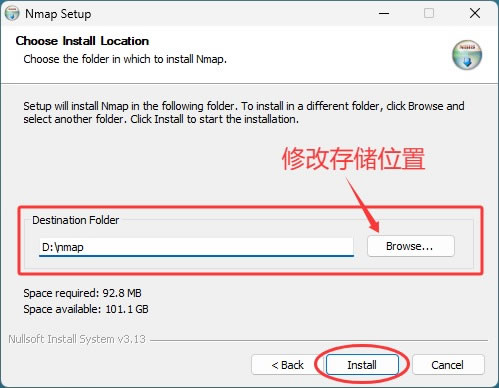 Nmap Setup
Choose Install Location
Choose the folder in which to install Nmap.
Setup will install Nmap in the following folder. To install in a different folder, click Browse and
select another folder. Click Install to start the installation.
修改存储位置
Destination Folder
D:\nmap
Browse...
Space required: 92.8 MB
Space available: 101.1 GB
Nullsoft Install System v3.13
< Back
Install
Cancel